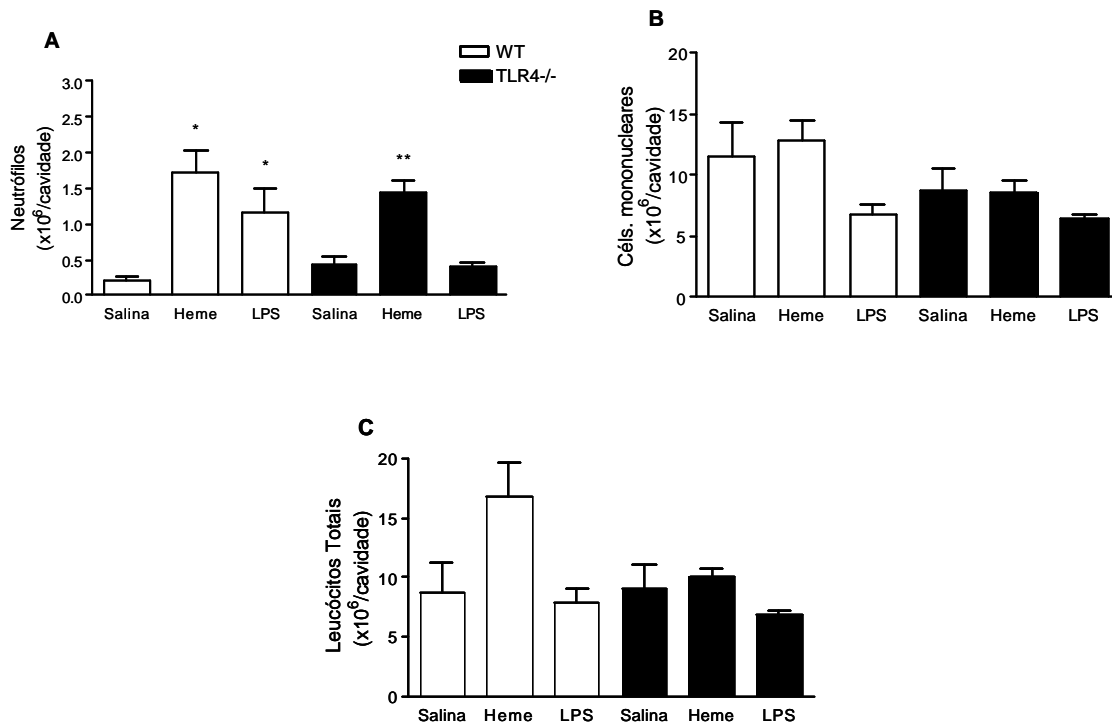 A
WT
TLR4-/-
Neutrófilos
(x10⁶/cavidade)
3.0
2.5
2.0
1.5
1.0
0.5
0.0
* * **
Salina Heme LPS Salina Heme LPS
B
Céls. mononucleares
(x10⁶/cavidade)
20
15
10
5
0
Salina Heme LPS Salina Heme LPS
C
Leucócitos Totais
(x10⁶/cavidade)
20
15
10
5
0
Salina Heme LPS Salina Heme LPS